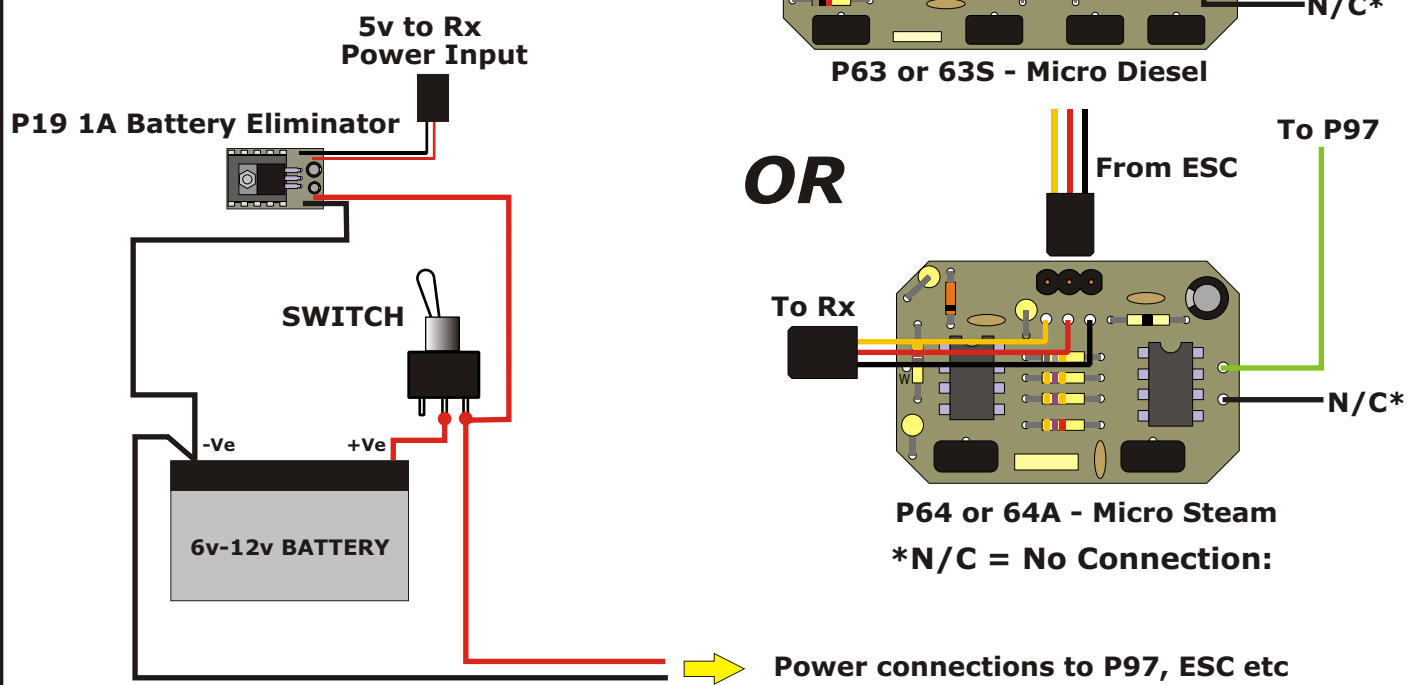 5v to Rx
Power Input
P19 1A Battery Eliminator
SWITCH
-Ve
+Ve
6v-12v BATTERY
N/C*
P63 or 63S - Micro Diesel
OR
From ESC
To P97
To Rx
W
N/C*
P64 or 64A - Micro Steam
*N/C = No Connection:
Power connections to P97, ESC etc